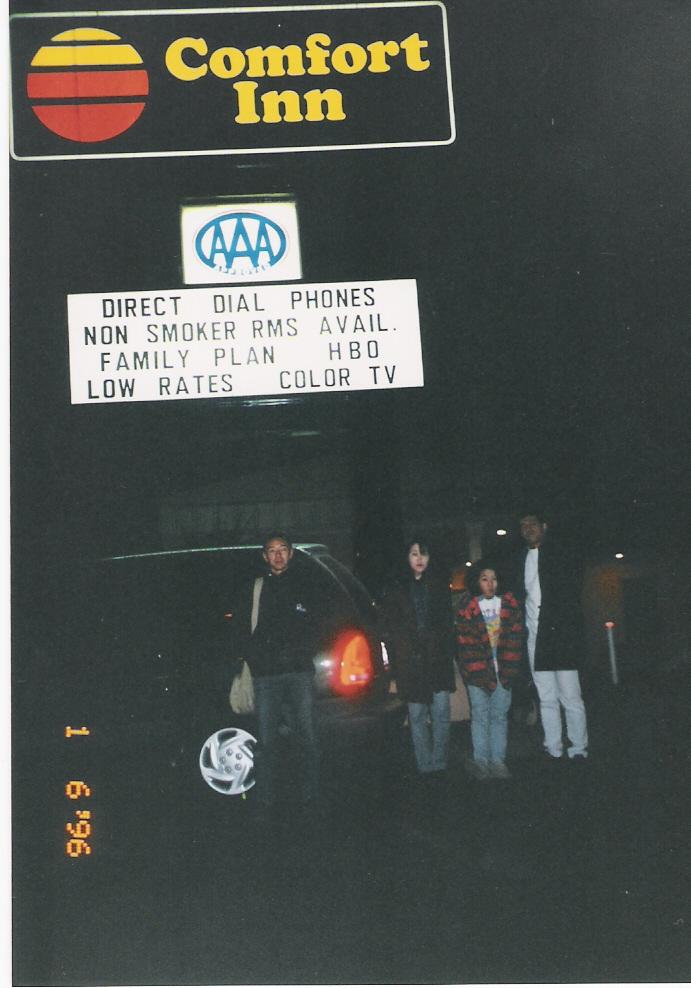 Comfort
Inn
AAA
APPROVED
DIRECT DIAL PHONES
NON SMOKER RMS AVAIL.
FAMILY PLAN HBO
LOW RATES COLOR TV
1 6 '96